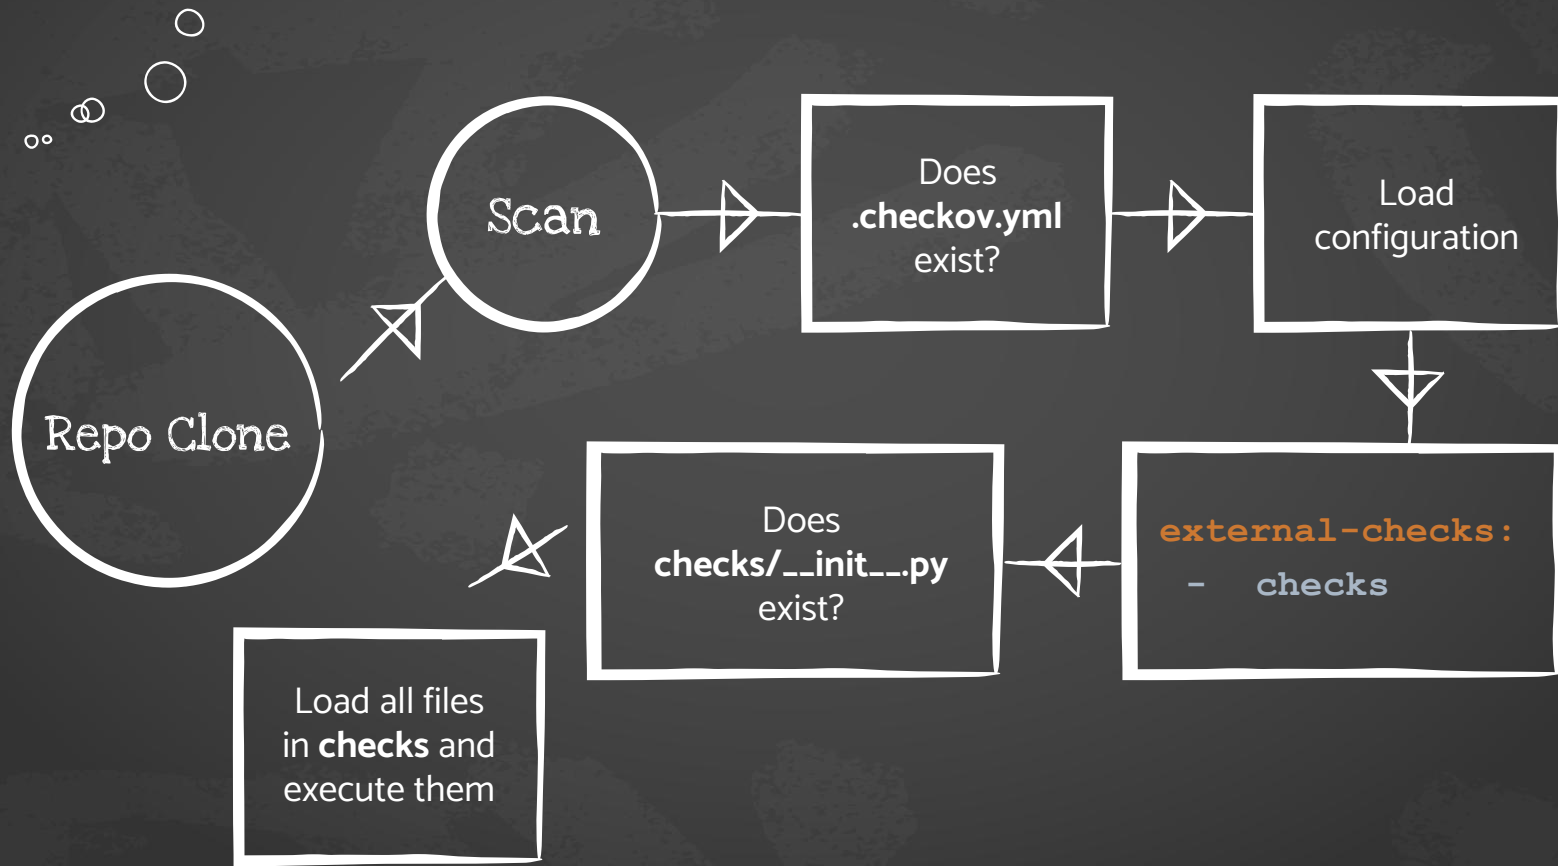 Repo Clone
Scan
Does
.checkov.yml
exist?
Load
configuration
external-checks:
- checks
Does
checks/__init__.py
exist?
Load all files
in checks and
execute them